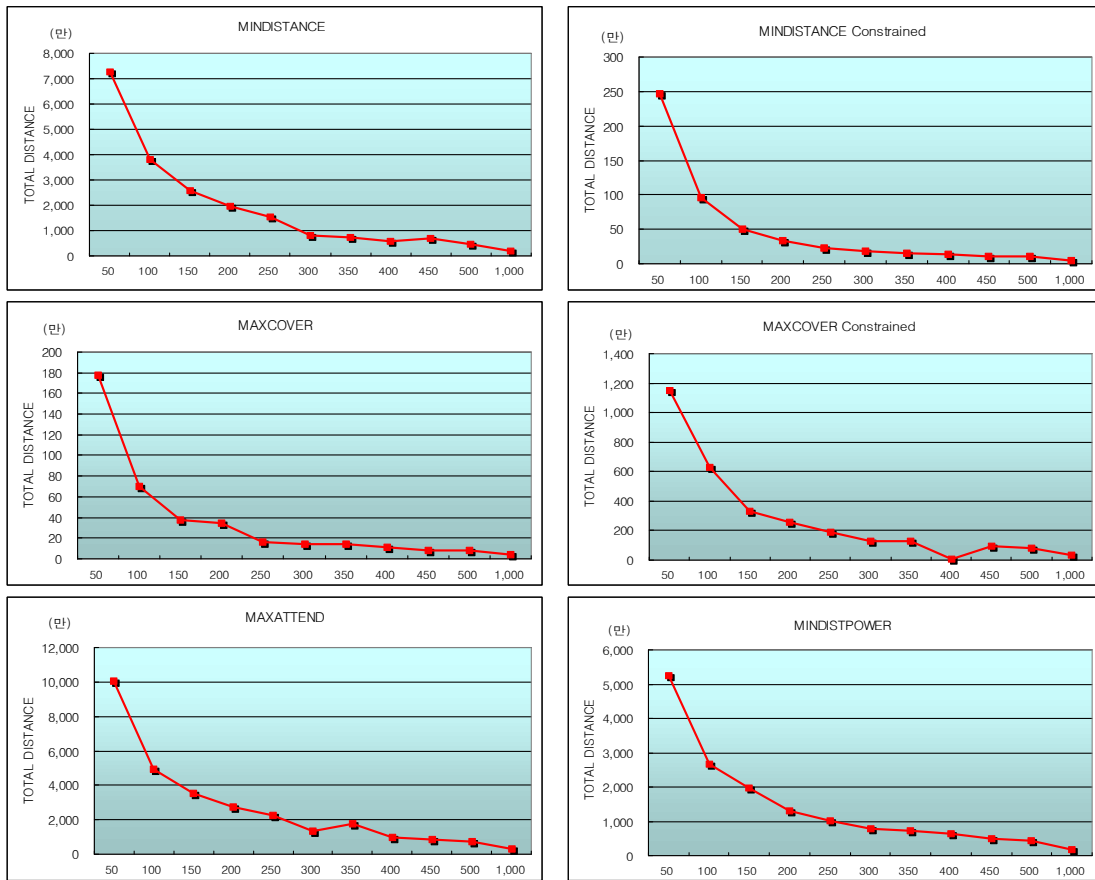 MINDISTANCE
(만)
TOTAL DISTANCE
8,000
7,000
6,000
5,000
4,000
3,000
2,000
1,000
0
50 100 150 200 250 300 350 400 450 500 1,000
MINDISTANCE Constrained
(만)
TOTAL DISTANCE
300
250
200
150
100
50
0
50 100 150 200 250 300 350 400 450 500 1,000
MAXCOVER
(만)
TOTAL DISTANCE
200
180
160
140
120
100
80
60
40
20
0
50 100 150 200 250 300 350 400 450 500 1,000
MAXCOVER Constrained
(만)
TOTAL DISTANCE
1,400
1,200
1,000
800
600
400
200
0
50 100 150 200 250 300 350 400 450 500 1,000
MAXATTEND
(만)
TOTAL DISTANCE
12,000
10,000
8,000
6,000
4,000
2,000
0
50 100 150 200 250 300 350 400 450 500 1,000
MINDISTPOWER
(만)
TOTAL DISTANCE
6,000
5,000
4,000
3,000
2,000
1,000
0
50 100 150 200 250 300 350 400 450 500 1,000